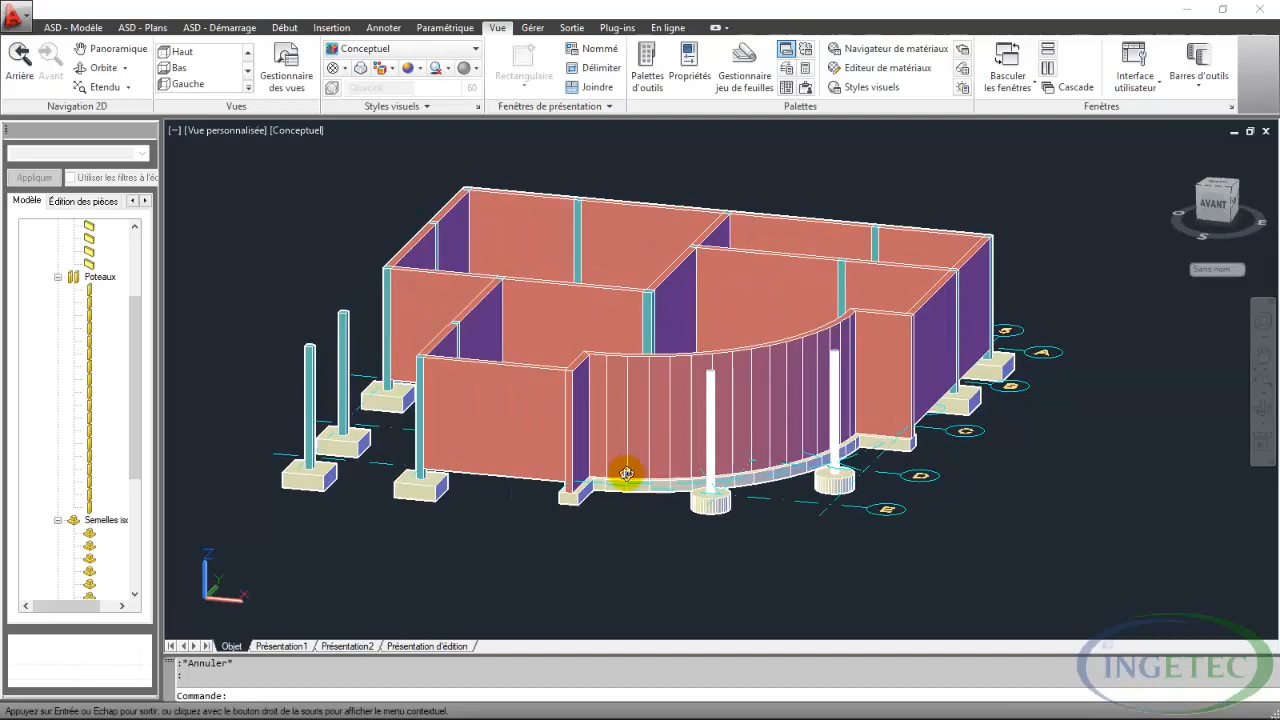 ASD - Modèle ASD - Plans ASD - Démarrage Début Insertion Annoter Paramétrique Vue Gérer Sortie Plug-ins En ligne
Arrière Avant
Panoramique
Orbite
Etendu
Navigation 2D
Haut
Bas
Gauche
Gestionnaire des vues
Vues
Conceptuel
Opacité 60
Styles visuels
Rectangulaire
Nommé
Délimiter
Joindre
Fenêtres de présentation
Palettes d'outils
Propriétés
Gestionnaire jeu de feuilles
Navigateur de matériaux
Editeur de matériaux
Styles visuels
Palettes
Basculer les fenêtres
Cascade
Interface utilisateur
Barres d'outils
Fenêtres
[−] [Vue personnalisée] [Conceptuel]
Appliquer Utiliser les filtres à l'éc
Modèle Édition des pièces
Poteaux
Semelles iso
AVANT
O E
S
Sans nom
5
A
B
C
D
E
Z
Y
X
Objet Présentation1 Présentation2 Présentation d'édition
:*Annuler*
:
Commande:
INGETEC
Appuyez sur Entrée ou Echap pour sortir, ou cliquez avec le bouton droit de la souris pour afficher le menu contextuel.